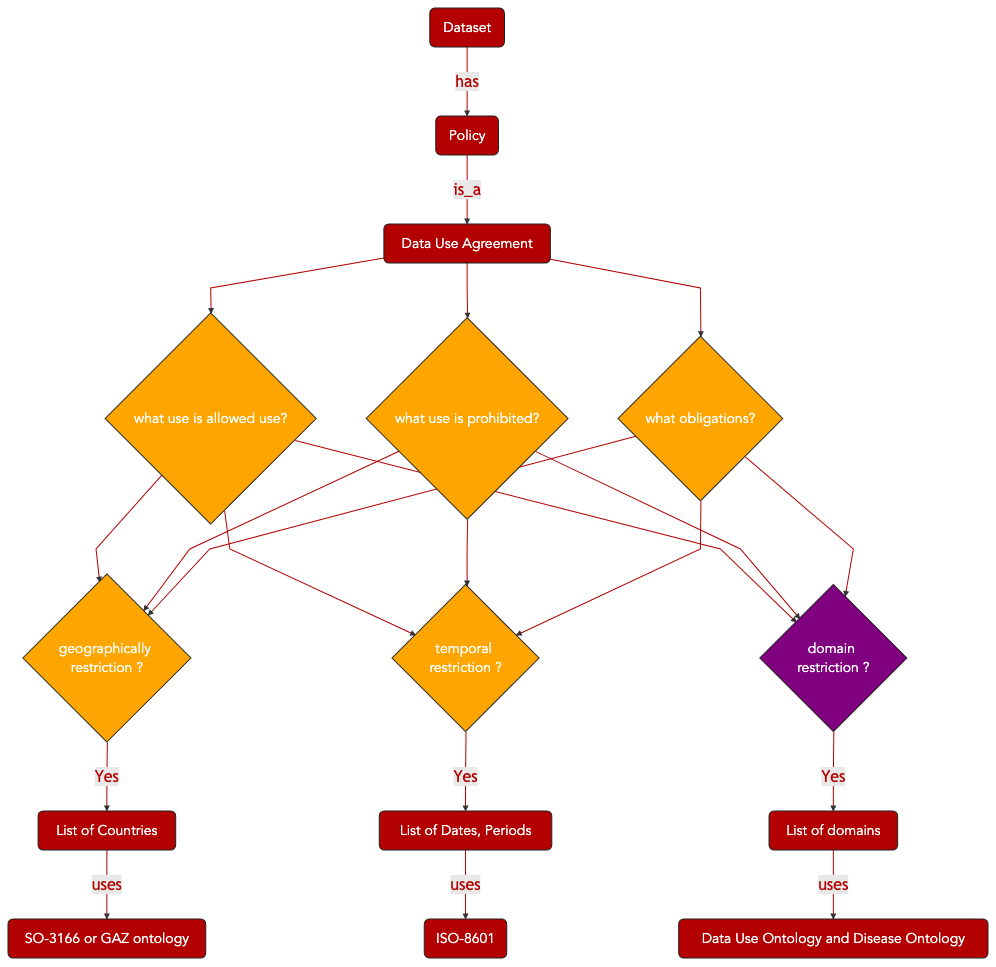 Dataset
has
Policy
is_a
Data Use Agreement
what use is allowed use?
what use is prohibited?
what obligations?
geographically
restriction ?
temporal
restriction ?
domain
restriction ?
Yes
Yes
Yes
List of Countries
List of Dates, Periods
List of domains
uses
uses
uses
SO-3166 or GAZ ontology
ISO-8601
Data Use Ontology and Disease Ontology